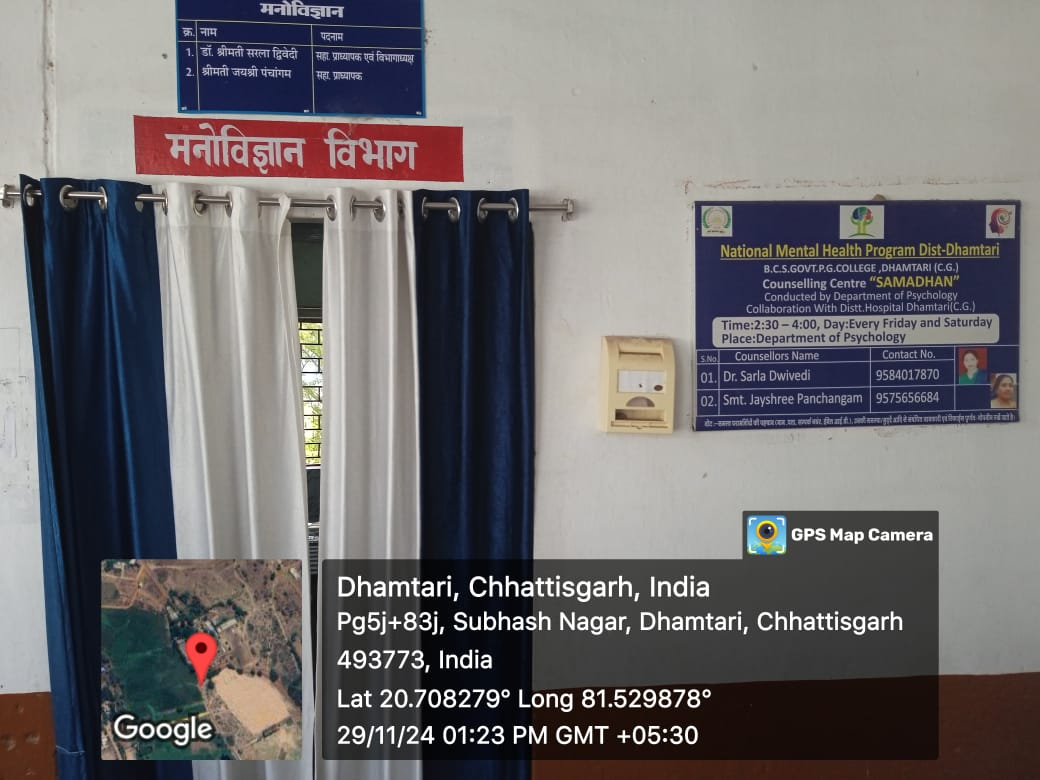 मनोविज्ञान
क्र. नाम पदनाम
1. डॉ. श्रीमती सरला द्विवेदी सहा. प्राध्यापक एवं विभागाध्यक्ष
2. श्रीमती जयश्री पंचांगम सहा. प्राध्यापक
मनोविज्ञान विभाग
National Mental Health Program Dist-Dhamtari
B.C.S.GOVT.P.G.COLLEGE ,DHAMTARI (C.G.)
Counselling Centre “SAMADHAN”
Conducted by Department of Psychology
Collaboration With Distt.Hospital Dhamtari(C.G.)
Time:2:30 – 4:00, Day:Every Friday and Saturday
Place:Department of Psychology
S.No. Counsellors Name Contact No.
01. Dr. Sarla Dwivedi 9584017870
02. Smt. Jayshree Panchangam 9575656684
GPS Map Camera
Dhamtari, Chhattisgarh, India
Pg5j+83j, Subhash Nagar, Dhamtari, Chhattisgarh
493773, India
Lat 20.708279° Long 81.529878°
29/11/24 01:23 PM GMT +05:30
Google